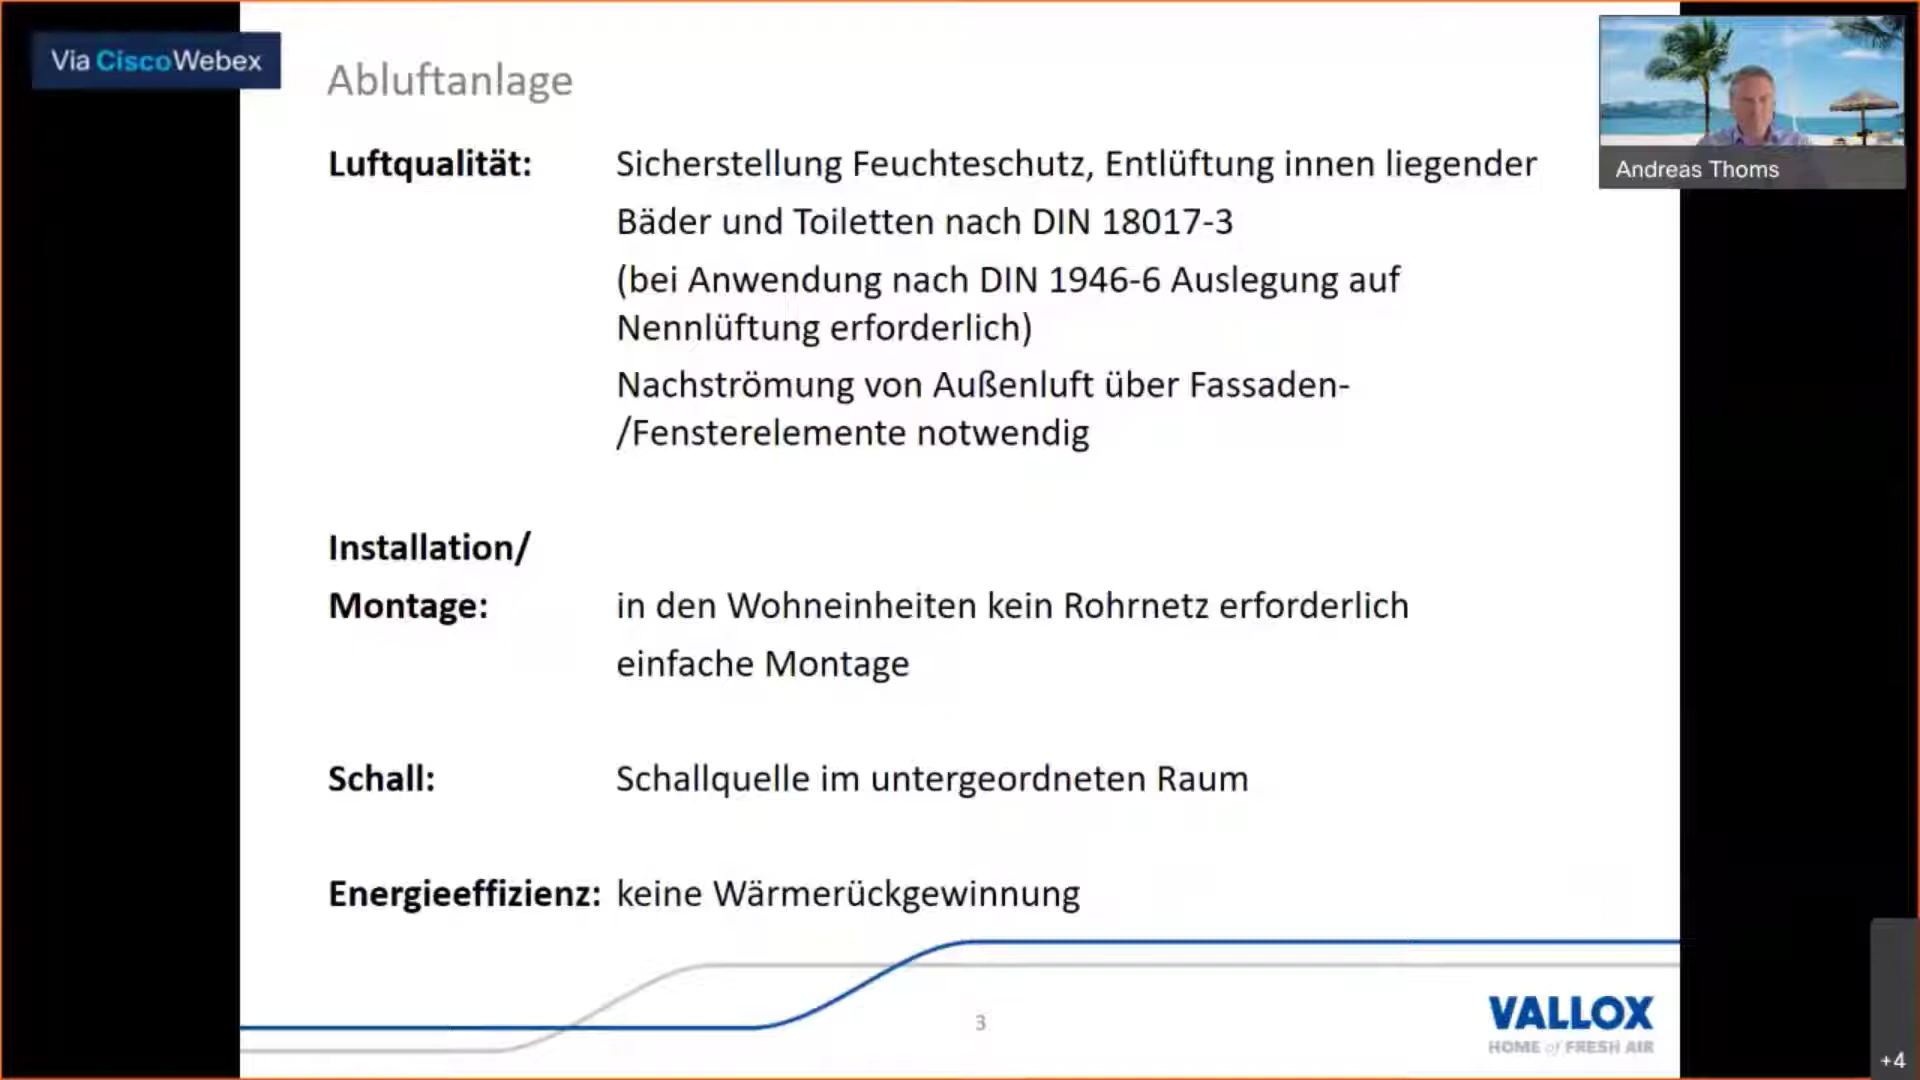 Via CiscoWebex
Abluftanlage
Andreas Thoms
Luftqualität: Sicherstellung Feuchteschutz, Entlüftung innen liegender
Bäder und Toiletten nach DIN 18017-3
(bei Anwendung nach DIN 1946-6 Auslegung auf
Nennlüftung erforderlich)
Nachströmung von Außenluft über Fassaden-
/Fensterelemente notwendig
Installation/
Montage: in den Wohneinheiten kein Rohrnetz erforderlich
einfache Montage
Schall: Schallquelle im untergeordneten Raum
Energieeffizienz: keine Wärmerückgewinnung
3
VALLOX
HOME of FRESH AIR
+4